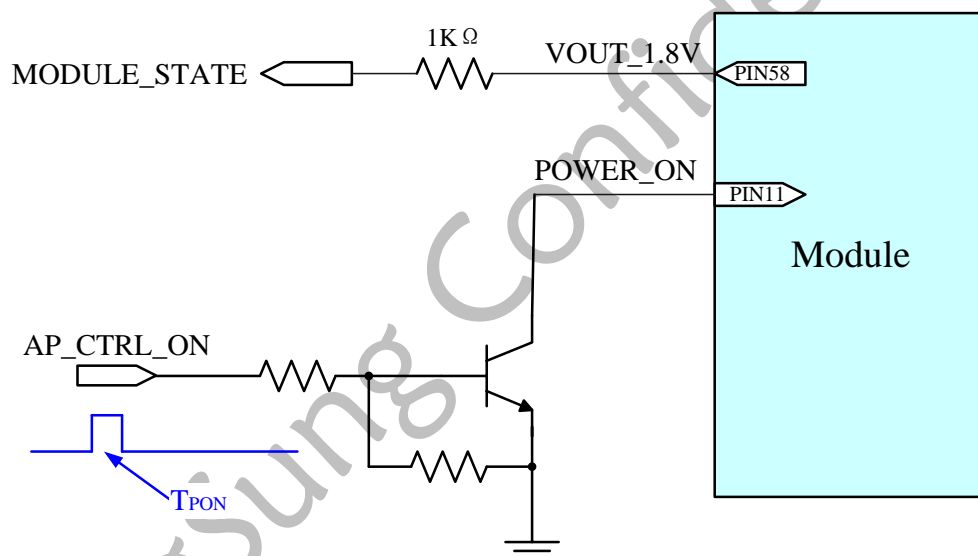 1KΩ
VOUT_1.8V
MODULE_STATE
PIN58
POWER_ON
PIN11
Module
AP_CTRL_ON
TPON